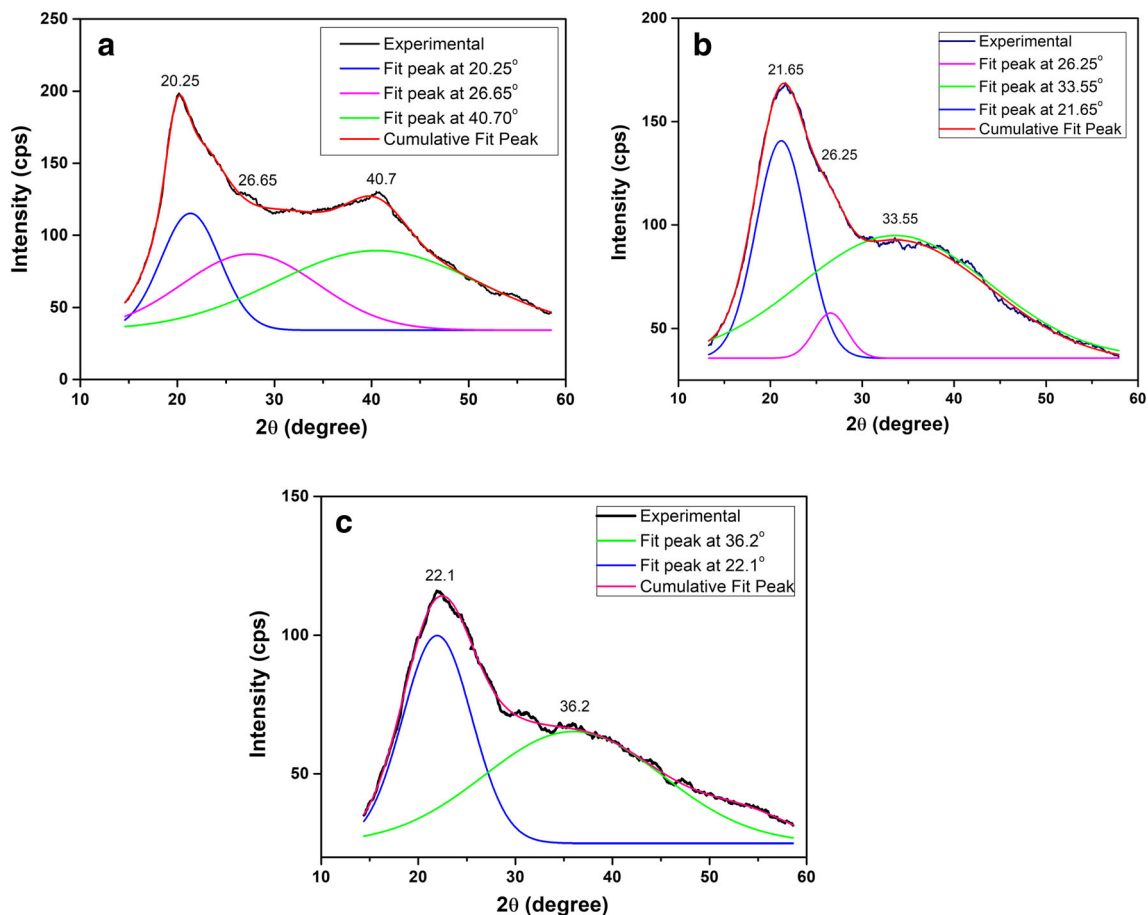 a
Experimental
Fit peak at 20.25°
Fit peak at 26.65°
Fit peak at 40.70°
Cumulative Fit Peak
20.25
26.65
40.7
250
200
150
100
50
0
Intensity (cps)
10 20 30 40 50 60
2θ (degree)
b
Experimental
Fit peak at 26.25°
Fit peak at 33.55°
Fit peak at 21.65°
Cumulative Fit Peak
21.65
26.25
33.55
200
150
100
50
Intensity (cps)
10 20 30 40 50 60
2θ (degree)
c
Experimental
Fit peak at 36.2°
Fit peak at 22.1°
Cumulative Fit Peak
22.1
36.2
150
100
50
Intensity (cps)
10 20 30 40 50 60
2θ (degree)